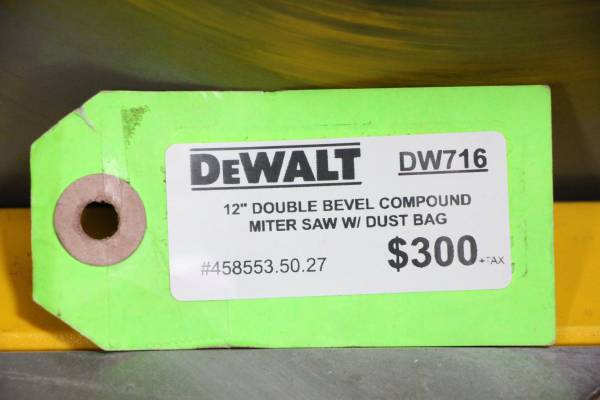 DEWALT DW716
12" DOUBLE BEVEL COMPOUND
MITER SAW W/ DUST BAG
#458553.50.27 $300+TAX